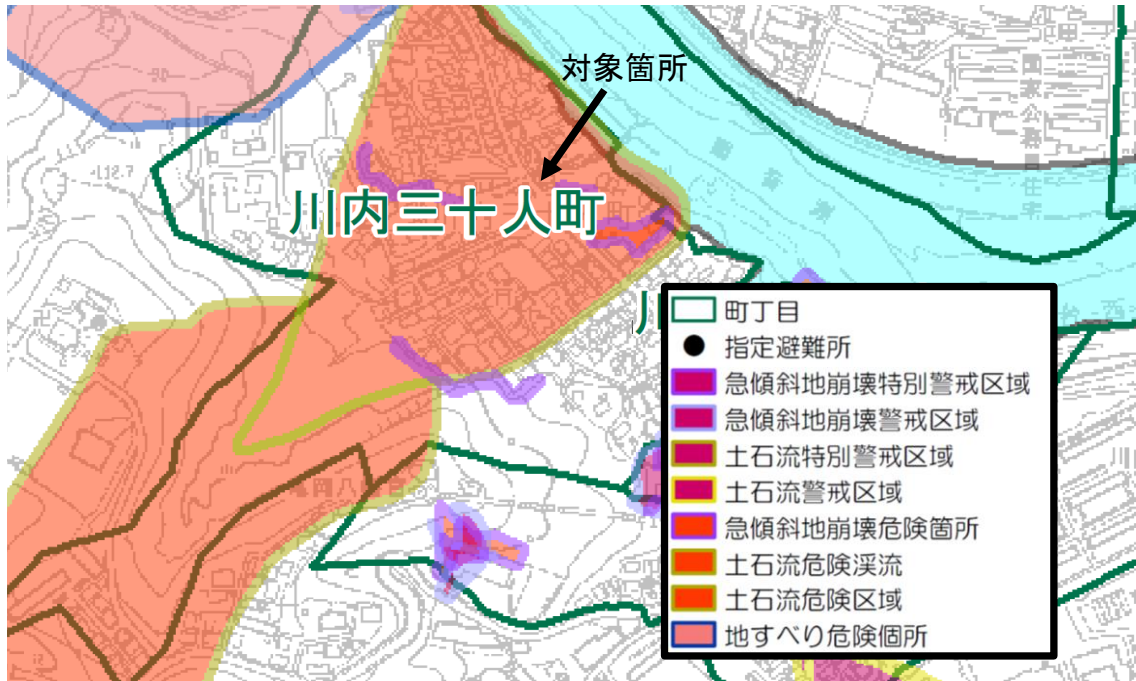 対象箇所
川内三十人町
川
町丁目
指定避難所
急傾斜地崩壊特別警戒区域
急傾斜地崩壊警戒区域
土石流特別警戒区域
土石流警戒区域
急傾斜地崩壊危険箇所
土石流危険渓流
土石流危険区域
地すべり危険個所